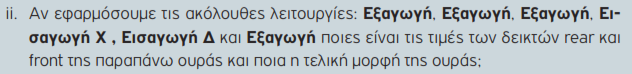 ii. Αν εφαρμόσουμε τις ακόλουθες λειτουργίες: Εξαγωγή, Εξαγωγή, Εξαγωγή, Ει-
σαγωγή Χ , Εισαγωγή Δ και Εξαγωγή ποιες είναι τις τιμές των δεικτών rear και
front της παραπάνω ουράς και ποια η τελική μορφή της ουράς;